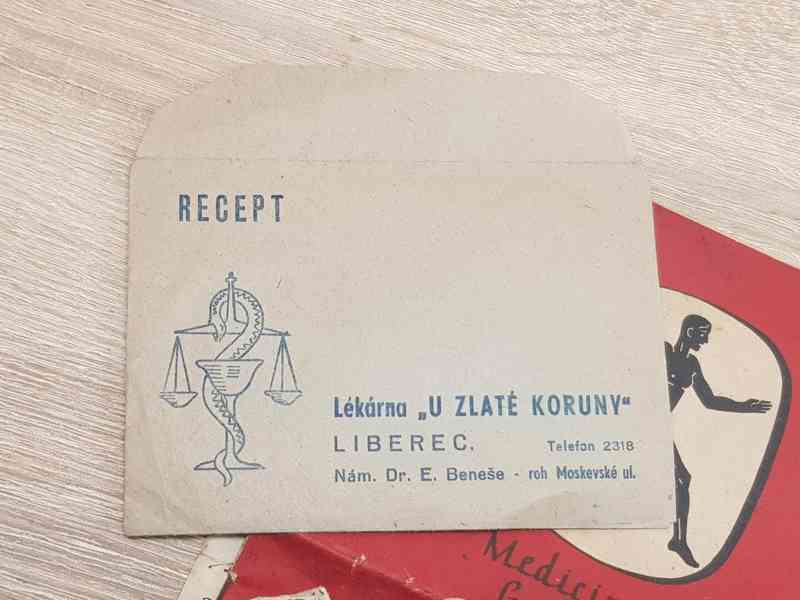 RECEPT
Lékárna „U ZLATÉ KORUNY"
LIBEREC, Telefon 2318
Nám. Dr. E. Beneše - roh Moskevské ul.